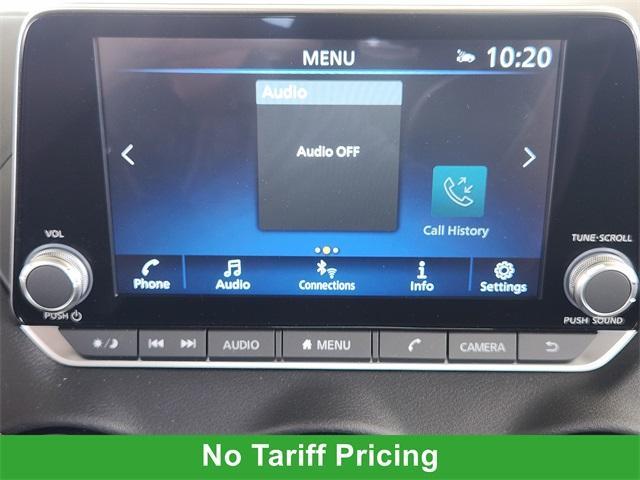 MENU
10:20
Audio
Audio OFF
Call History
VOL
TUNE·SCROLL
Phone
Audio
Connections
Info
Settings
PUSH
PUSH SOUND
AUDIO
MENU
CAMERA
No Tariff Pricing